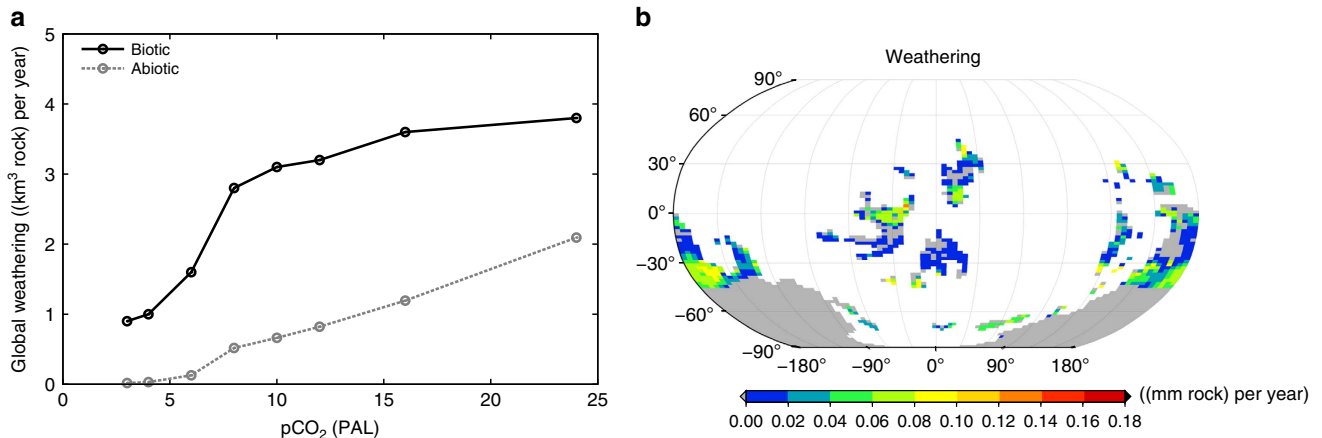 a
Global weathering ((km³ rock) per year)
5
4
3
2
1
0
Biotic
Abiotic
0 5 10 15 20 25
pCO₂ (PAL)
b
Weathering
90°
60°
30°
0°
−30°
−60°
−90°
−180° −90° 0° 90° 180°
((mm rock) per year)
0.00 0.02 0.04 0.06 0.08 0.10 0.12 0.14 0.16 0.18